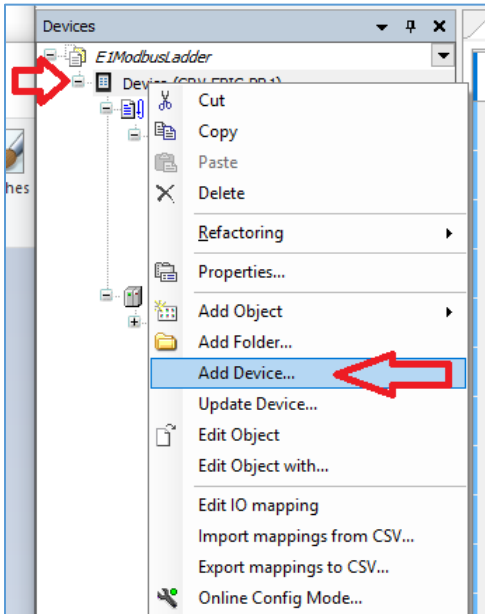 Devices
E1ModbusLadder
Device (GRV-EPIC-PR1)
Cut
Copy
Paste
hes
Delete
Refactoring
Properties...
Add Object
Add Folder...
Add Device...
Update Device...
Edit Object
Edit Object with...
Edit IO mapping
Import mappings from CSV...
Export mappings to CSV...
Online Config Mode...